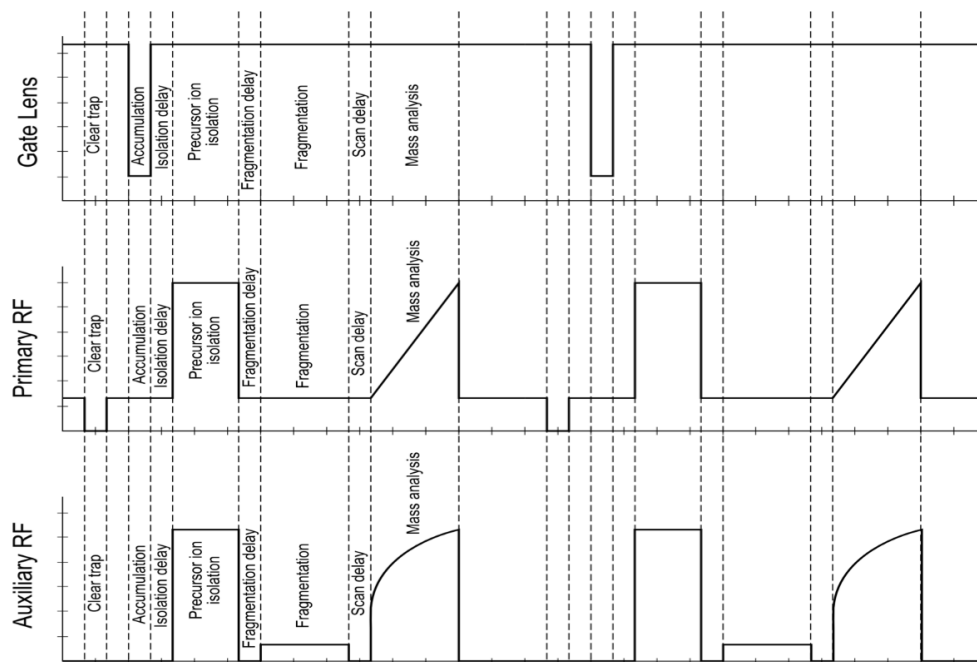 Gate Lens
Clear trap
Accumulation
Isolation delay
Precursor ion
isolation
Fragmentation delay
Fragmentation
Scan delay
Mass analysis
Primary RF
Clear trap
Accumulation
Isolation delay
Precursor ion
isolation
Fragmentation delay
Fragmentation
Scan delay
Mass analysis
Auxiliary RF
Clear trap
Accumulation
Isolation delay
Precursor ion
isolation
Fragmentation delay
Fragmentation
Scan delay
Mass analysis